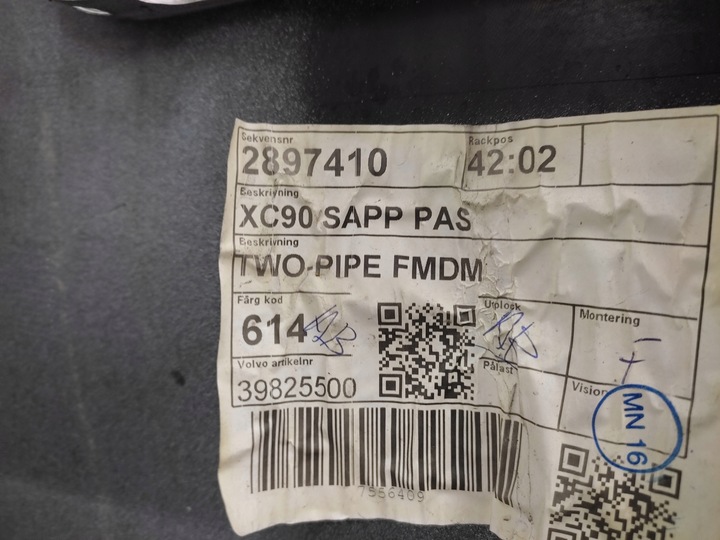 Sekvensnr Rackpos
2897410 42:02
Beskrivning
XC90 SAPP PAS
Beskrivning
TWO-PIPE FMDM
Färg kod Uplock Montering
614
Volvo artikelnr Pålast Vision
39825500
MN 16
7556409